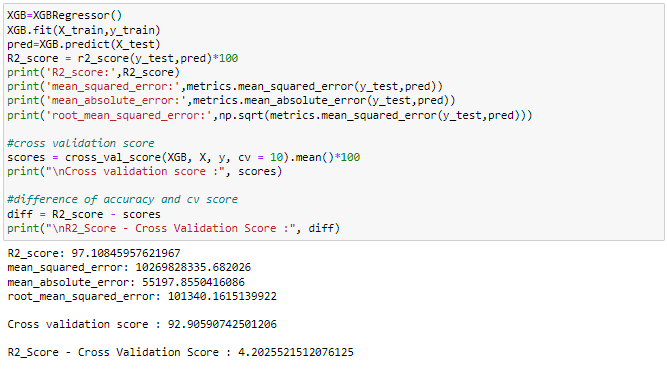 XGB=XGBRegressor()
XGB.fit(X_train,y_train)
pred=XGB.predict(X_test)
R2_score = r2_score(y_test,pred)*100
print('R2_score:',R2_score)
print('mean_squared_error:',metrics.mean_squared_error(y_test,pred))
print('mean_absolute_error:',metrics.mean_absolute_error(y_test,pred))
print('root_mean_squared_error:',np.sqrt(metrics.mean_squared_error(y_test,pred)))
#cross validation score
scores = cross_val_score(XGB, X, y, cv = 10).mean()*100
print("\nCross validation score :", scores)
#difference of accuracy and cv score
diff = R2_score - scores
print("\nR2_Score - Cross Validation Score :", diff)
R2_score: 97.10845957621967
mean_squared_error: 10269828335.682026
mean_absolute_error: 55197.8550416086
root_mean_squared_error: 101340.1615139922
Cross validation score : 92.90590742501206
R2_Score - Cross Validation Score : 4.2025521512076125